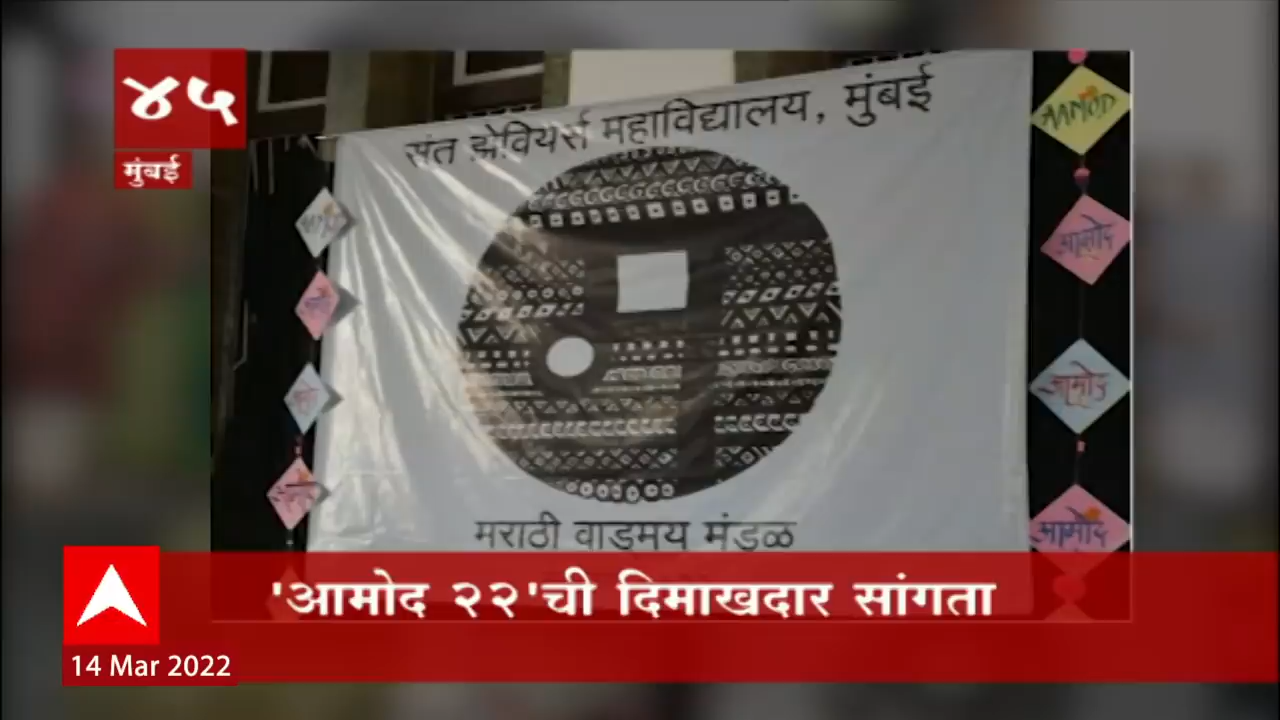 ४५
मुंबई
संत झेवियर्स महाविद्यालय, मुंबई
AAMOD
आमोद
आमोद
आमोद
मराठी वाङमय मंडळ
'आमोद २२'ची दिमाखदार सांगता
14 Mar 2022